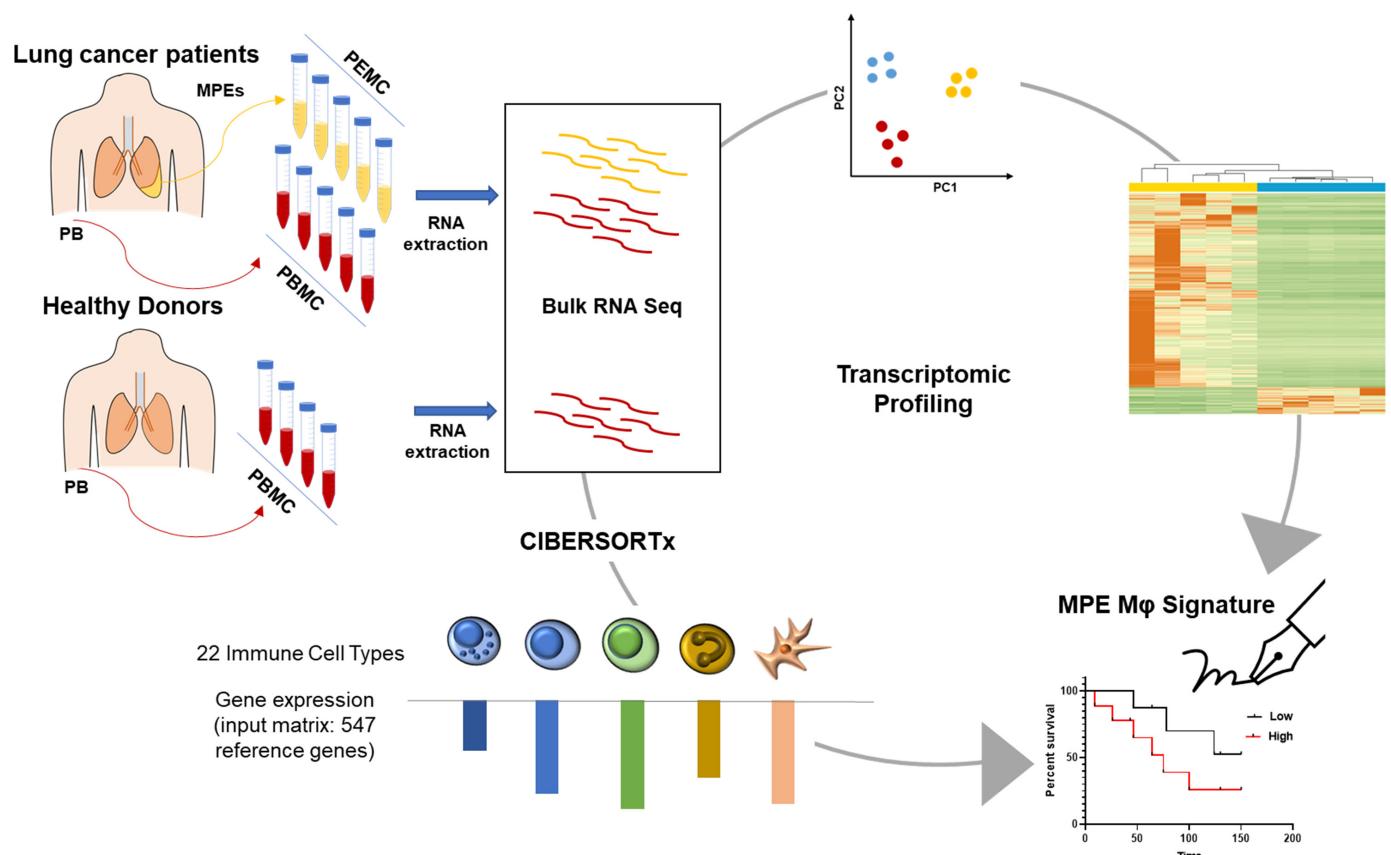 Lung cancer patients
MPEs
PEMC
PB
PBMC
RNA
extraction
Healthy Donors
PB
PBMC
RNA
extraction
Bulk RNA Seq
PC2
PC1
Transcriptomic
Profiling
CIBERSORTx
22 Immune Cell Types
Gene expression
(input matrix: 547
reference genes)
MPE Mφ Signature
Percent survival
100
50
0
Low
High
0 50 100 150 200
Time